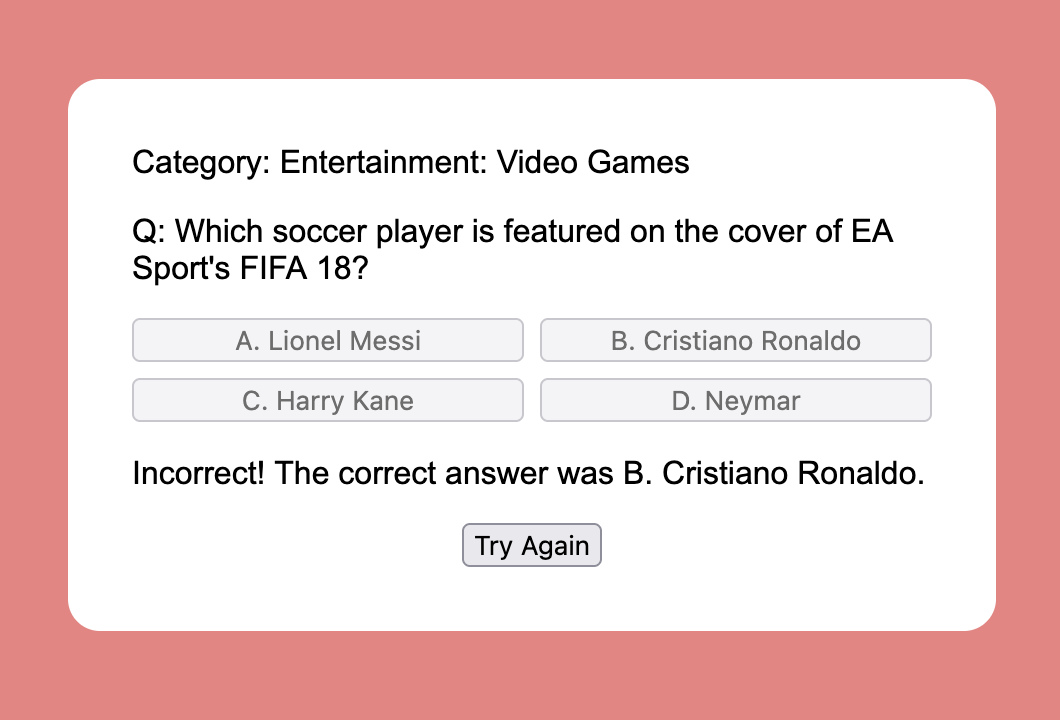 Category: Entertainment: Video Games
Q: Which soccer player is featured on the cover of EA
Sport's FIFA 18?
A. Lionel Messi
B. Cristiano Ronaldo
C. Harry Kane
D. Neymar
Incorrect! The correct answer was B. Cristiano Ronaldo.
Try Again